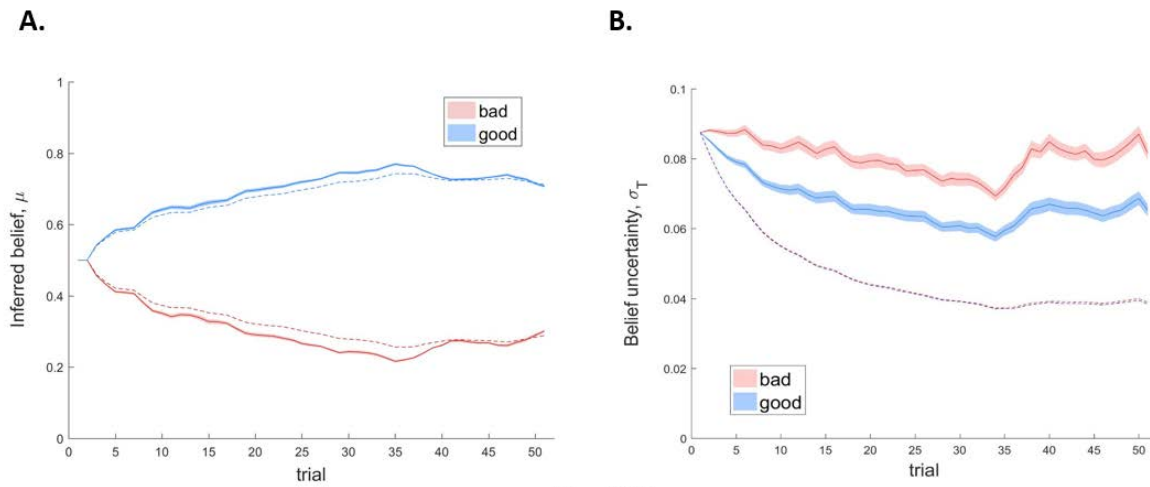 A.
1
0.8
0.6
0.4
0.2
0
Inferred belief, μ
bad
good
0 5 10 15 20 25 30 35 40 45 50
trial
B.
0.1
0.08
0.06
0.04
0.02
0
Belief uncertainty, σT
bad
good
0 5 10 15 20 25 30 35 40 45 50
trial